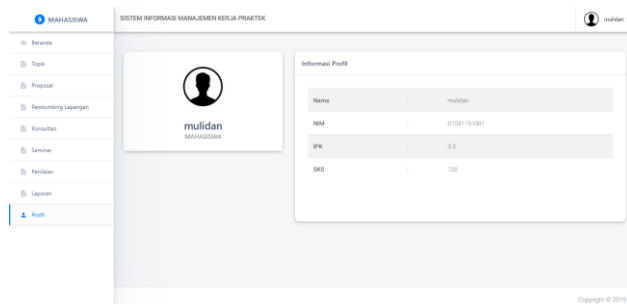 MAHASISWA
SISTEM INFORMASI MANAJEMEN KERJA PRAKTEK
mulidan
Beranda
Topik
Proposal
Pembimbing Lapangan
Konsultasi
Seminar
Penilaian
Laporan
Profil
mulidan
MAHASISWA
Informasi Profil
Nama : mulidan
NIM : D1041161007
IPK : 3.3
SKS : 120
Copyright © 2019